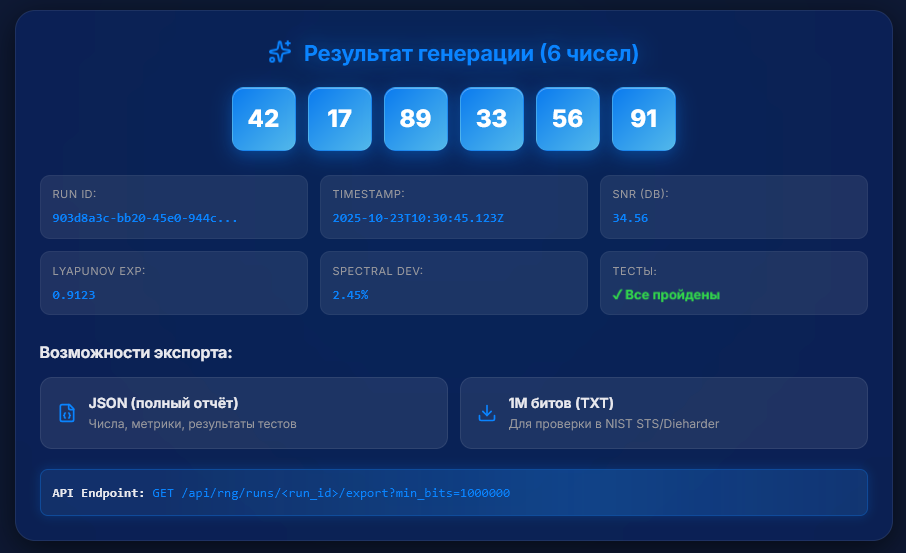 Результат генерации (6 чисел)
42 17 89 33 56 91
RUN ID: TIMESTAMP: SNR (DB):
903d8a3c-bb20-45e0-944c... 2025-10-23T10:30:45.123Z 34.56
LYAPUNOV EXP: SPECTRAL DEV: ТЕСТЫ:
0.9123 2.45% ✓ Все пройдены
Возможности экспорта:
JSON (полный отчёт) 1M битов (TXT)
Числа, метрики, результаты тестов Для проверки в NIST STS/Dieharder
API Endpoint: GET /api/rng/runs/<run_id>/export?min_bits=1000000